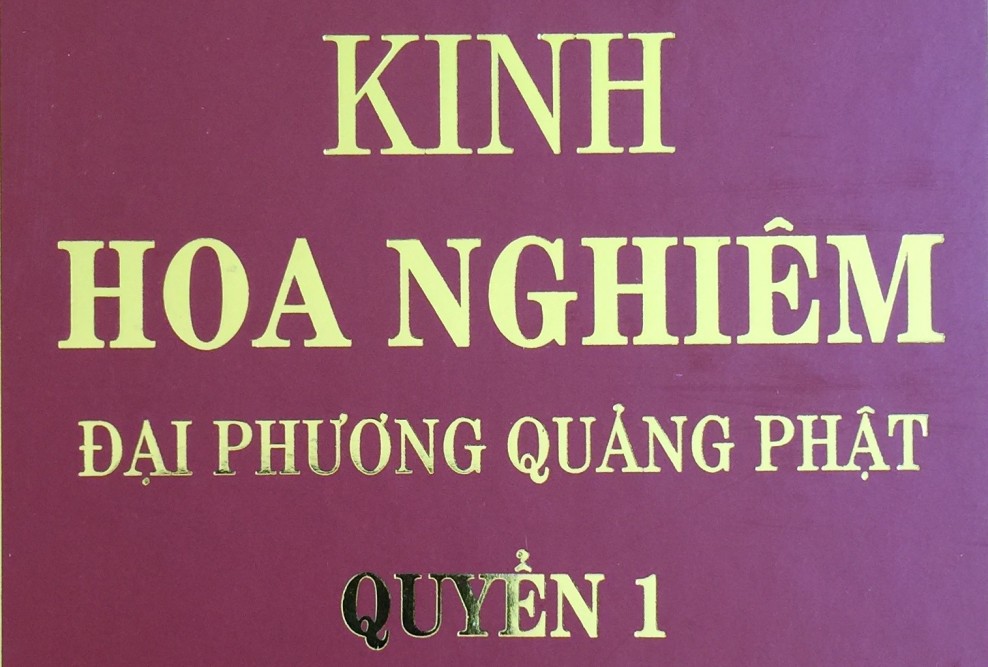 KINH
HOA NGHIÊM
ĐẠI PHƯƠNG QUẢNG PHẬT
QUYỂN 1